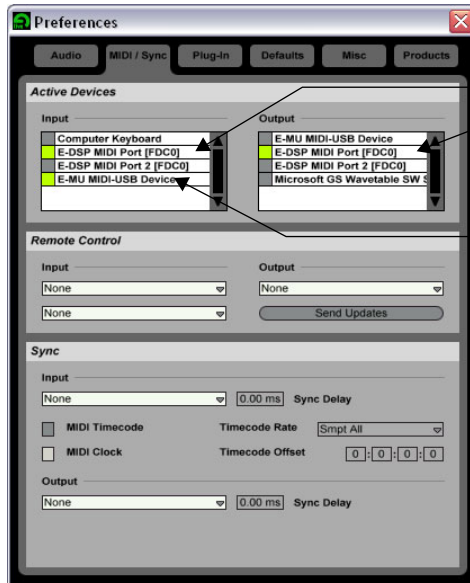 Preferences
Audio MIDI / Sync Plug-In Defaults Misc Products
Active Devices
Input Output
Computer Keyboard
E-DSP MIDI Port [FDC0]
E-DSP MIDI Port 2 [FDC0]
E-MU MIDI-USB Device
E-MU MIDI-USB Device
E-DSP MIDI Port [FDC0]
E-DSP MIDI Port 2 [FDC0]
Microsoft GS Wavetable SW S
Remote Control
Input Output
None None
None Send Updates
Sync
Input
None 0.00 ms Sync Delay
MIDI Timecode Timecode Rate Smpt All
MIDI Clock Timecode Offset 0 : 0 : 0 : 0
Output
None 0.00 ms Sync Delay